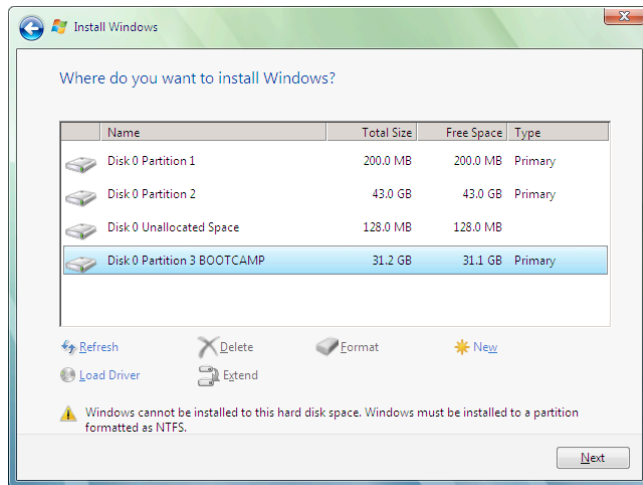 Install Windows
Where do you want to install Windows?
Name Total Size Free Space Type
Disk 0 Partition 1 200.0 MB 200.0 MB Primary
Disk 0 Partition 2 43.0 GB 43.0 GB Primary
Disk 0 Unallocated Space 128.0 MB 128.0 MB
Disk 0 Partition 3 BOOTCAMP 31.2 GB 31.1 GB Primary
Refresh Delete Format New
Load Driver Extend
Windows cannot be installed to this hard disk space. Windows must be installed to a partition
formatted as NTFS.
Next